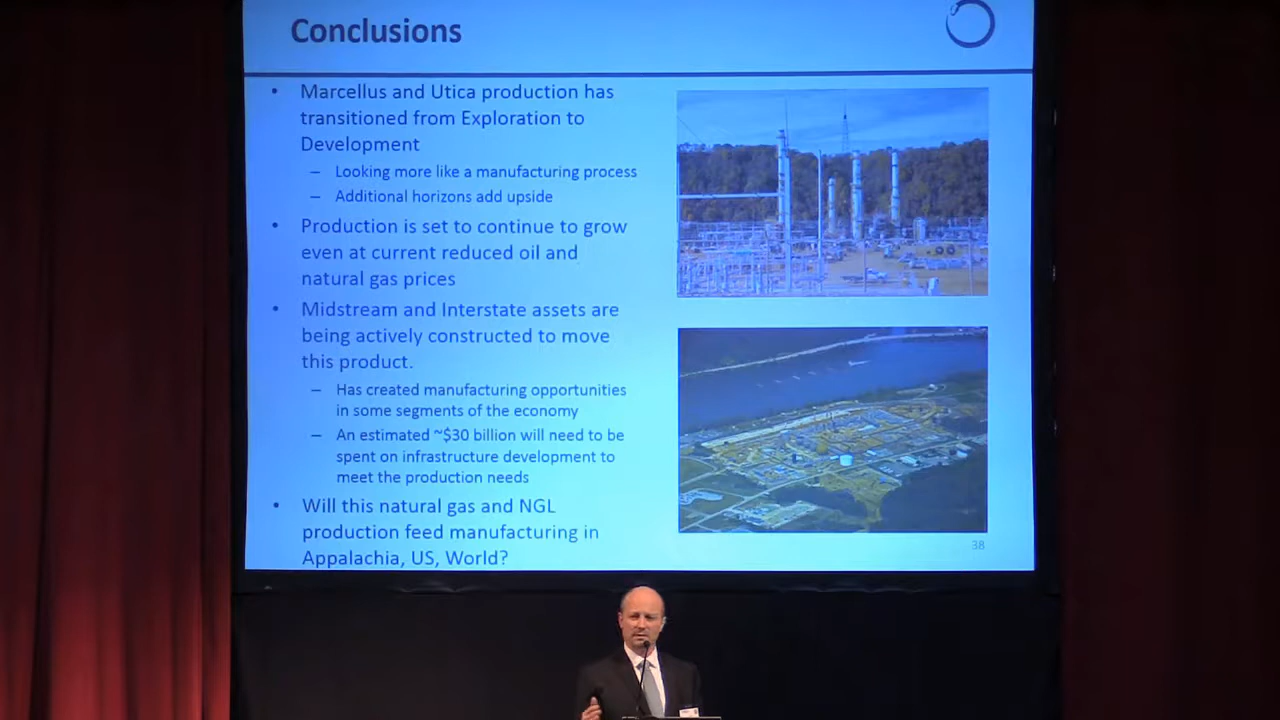 Conclusions
• Marcellus and Utica production has
transitioned from Exploration to
Development
– Looking more like a manufacturing process
– Additional horizons add upside
• Production is set to continue to grow
even at current reduced oil and
natural gas prices
• Midstream and Interstate assets are
being actively constructed to move
this product.
– Has created manufacturing opportunities
in some segments of the economy
– An estimated ~$30 billion will need to be
spent on infrastructure development to
meet the production needs
• Will this natural gas and NGL
production feed manufacturing in
Appalachia, US, World?
38